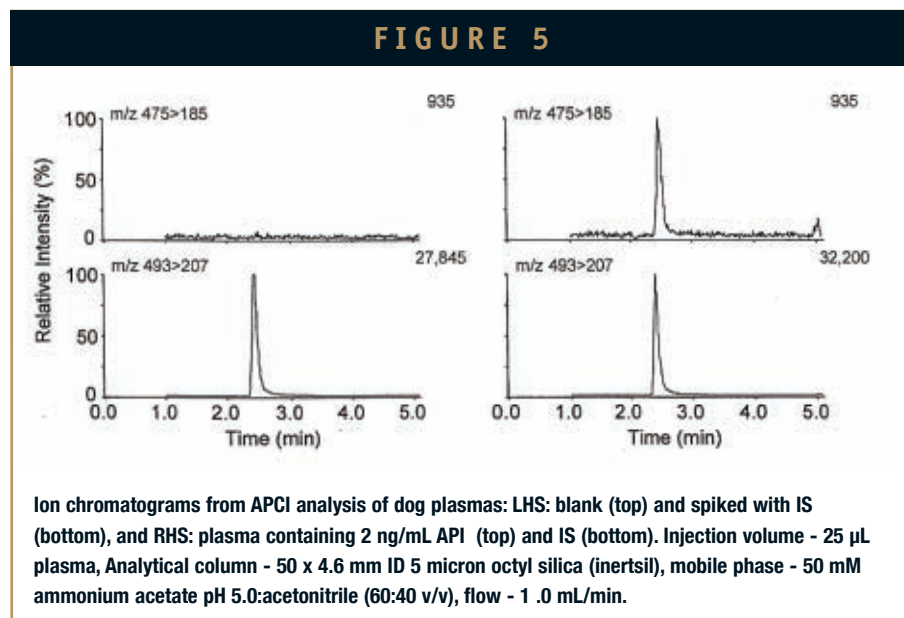 FIGURE 5
m/z 475>185
935
100
50
0
Relative Intensity (%)
m/z 493>207
27,845
100
50
0
0.0 1.0 2.0 3.0 4.0 5.0
Time (min)
m/z 475>185
935
m/z 493>207
32,200
0.0 1.0 2.0 3.0 4.0 5.0
Time (min)
Ion chromatograms from APCI analysis of dog plasmas: LHS: blank (top) and spiked with IS
(bottom), and RHS: plasma containing 2 ng/mL API (top) and IS (bottom). Injection volume - 25 µL
plasma, Analytical column - 50 x 4.6 mm ID 5 micron octyl silica (inertsil), mobile phase - 50 mM
ammonium acetate pH 5.0:acetonitrile (60:40 v/v), flow - 1 .0 mL/min.